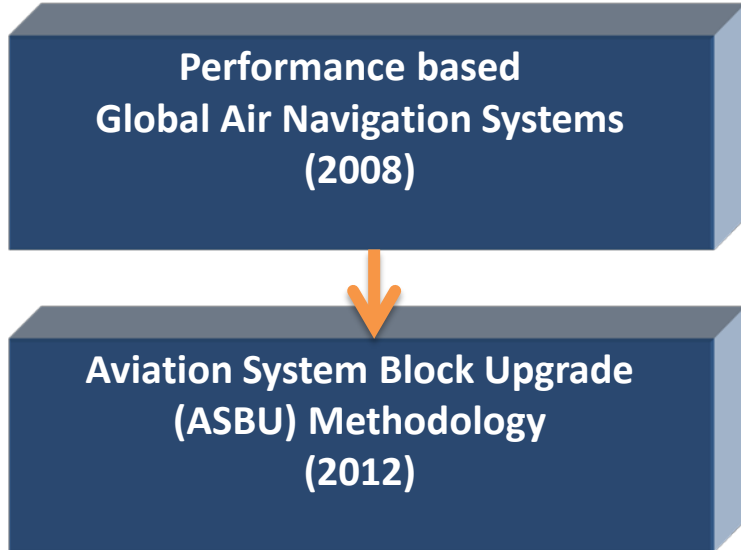 Performance based
Global Air Navigation Systems
(2008)
Aviation System Block Upgrade
(ASBU) Methodology
(2012)